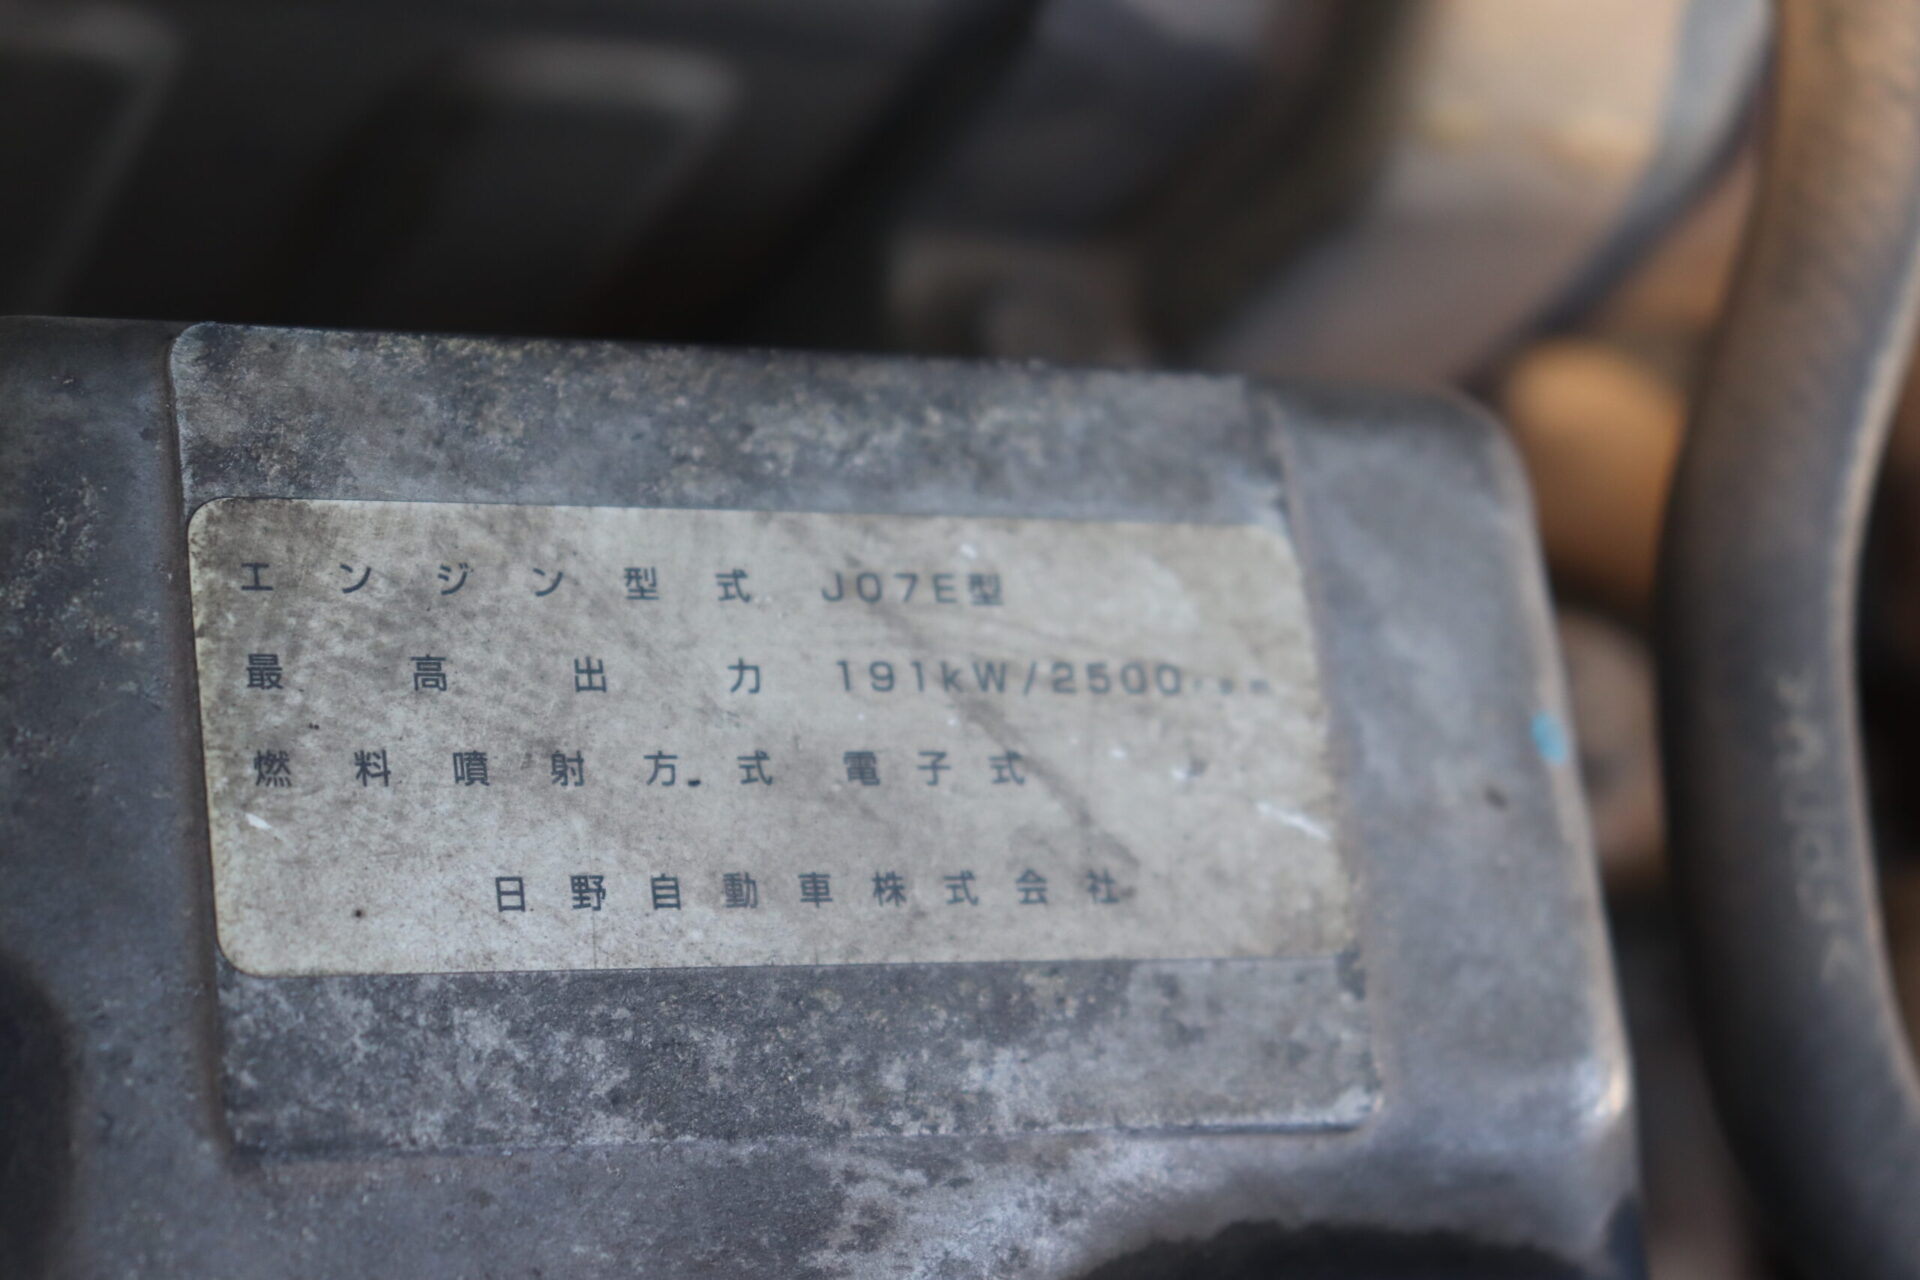 エンジン型式 J07E型
最高出力 191kW/2500
燃料噴射方式 電子式
日野自動車株式会社